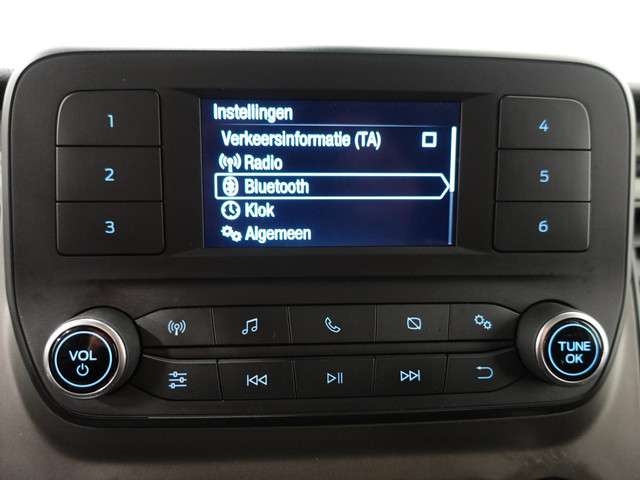 Instellingen
Verkeersinformatie (TA)
Radio
Bluetooth
Klok
Algemeen
1
2
3
4
5
6
VOL
TUNE
OK